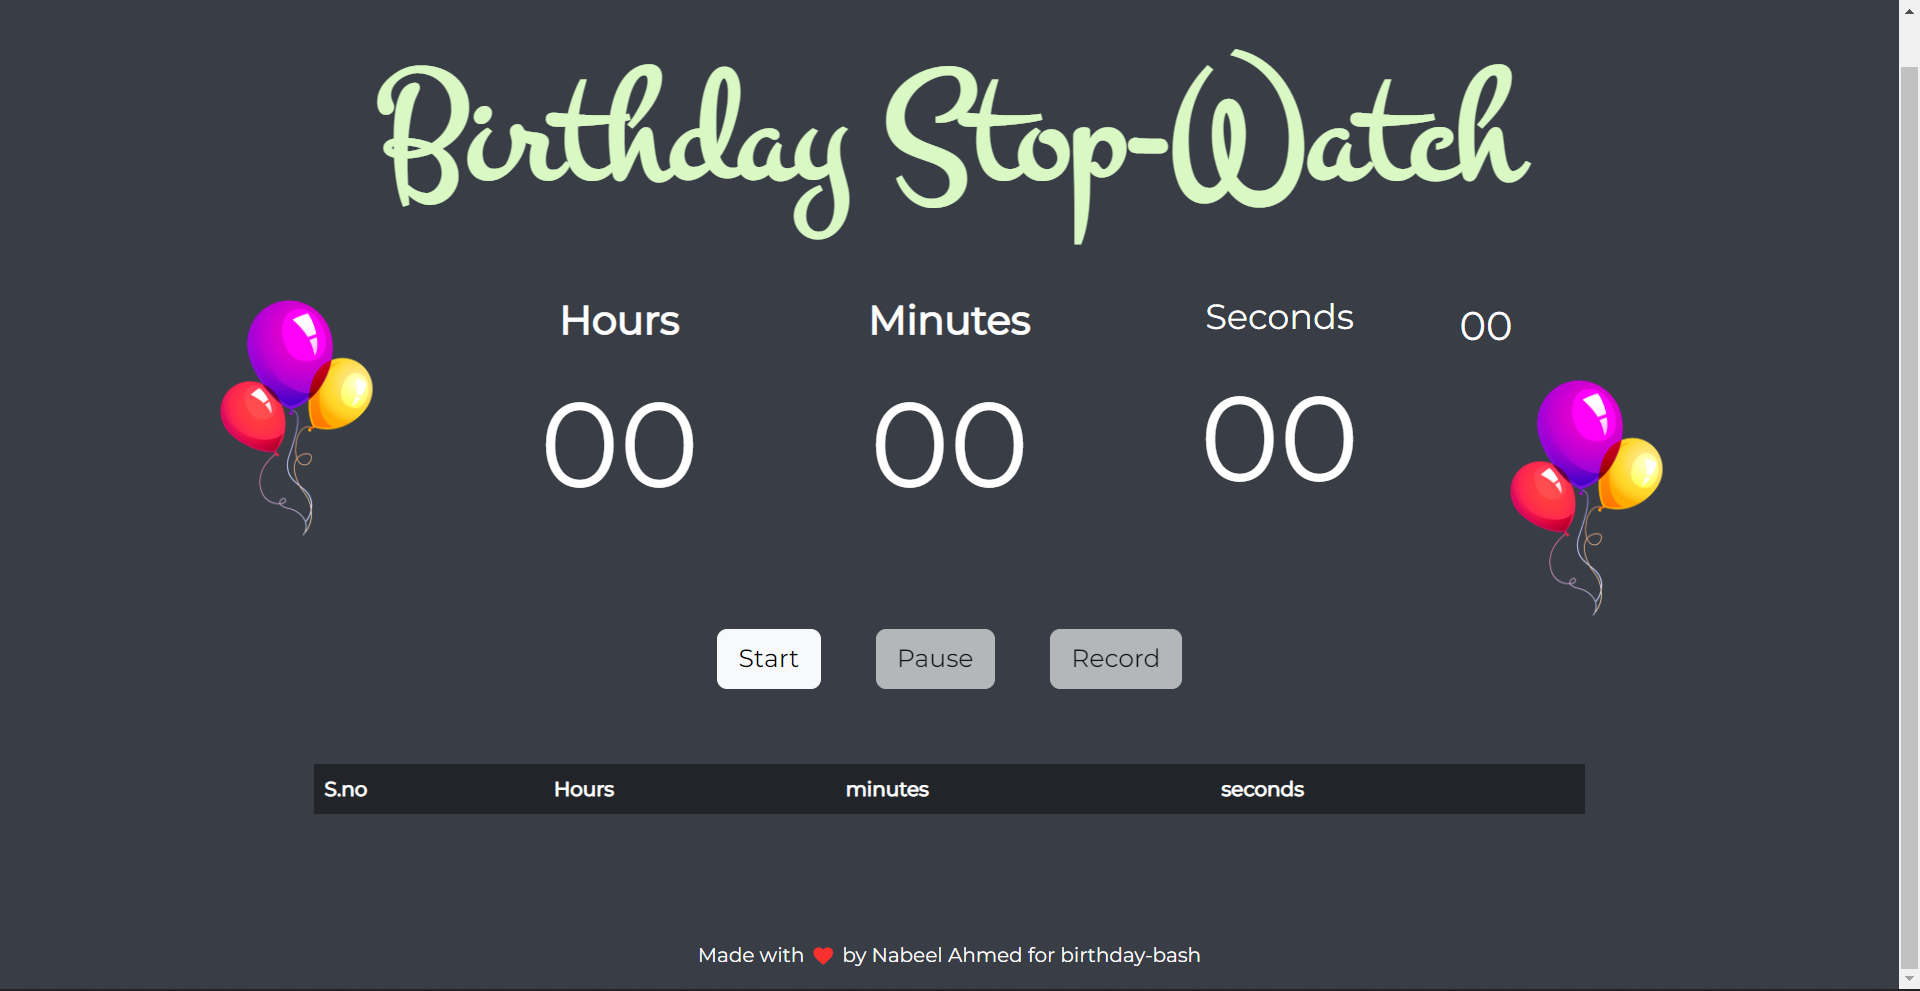 Birthday Stop-Watch
Hours Minutes Seconds 00
00 00 00
Start Pause Record
S.no Hours minutes seconds
Made with ❤ by Nabeel Ahmed for birthday-bash